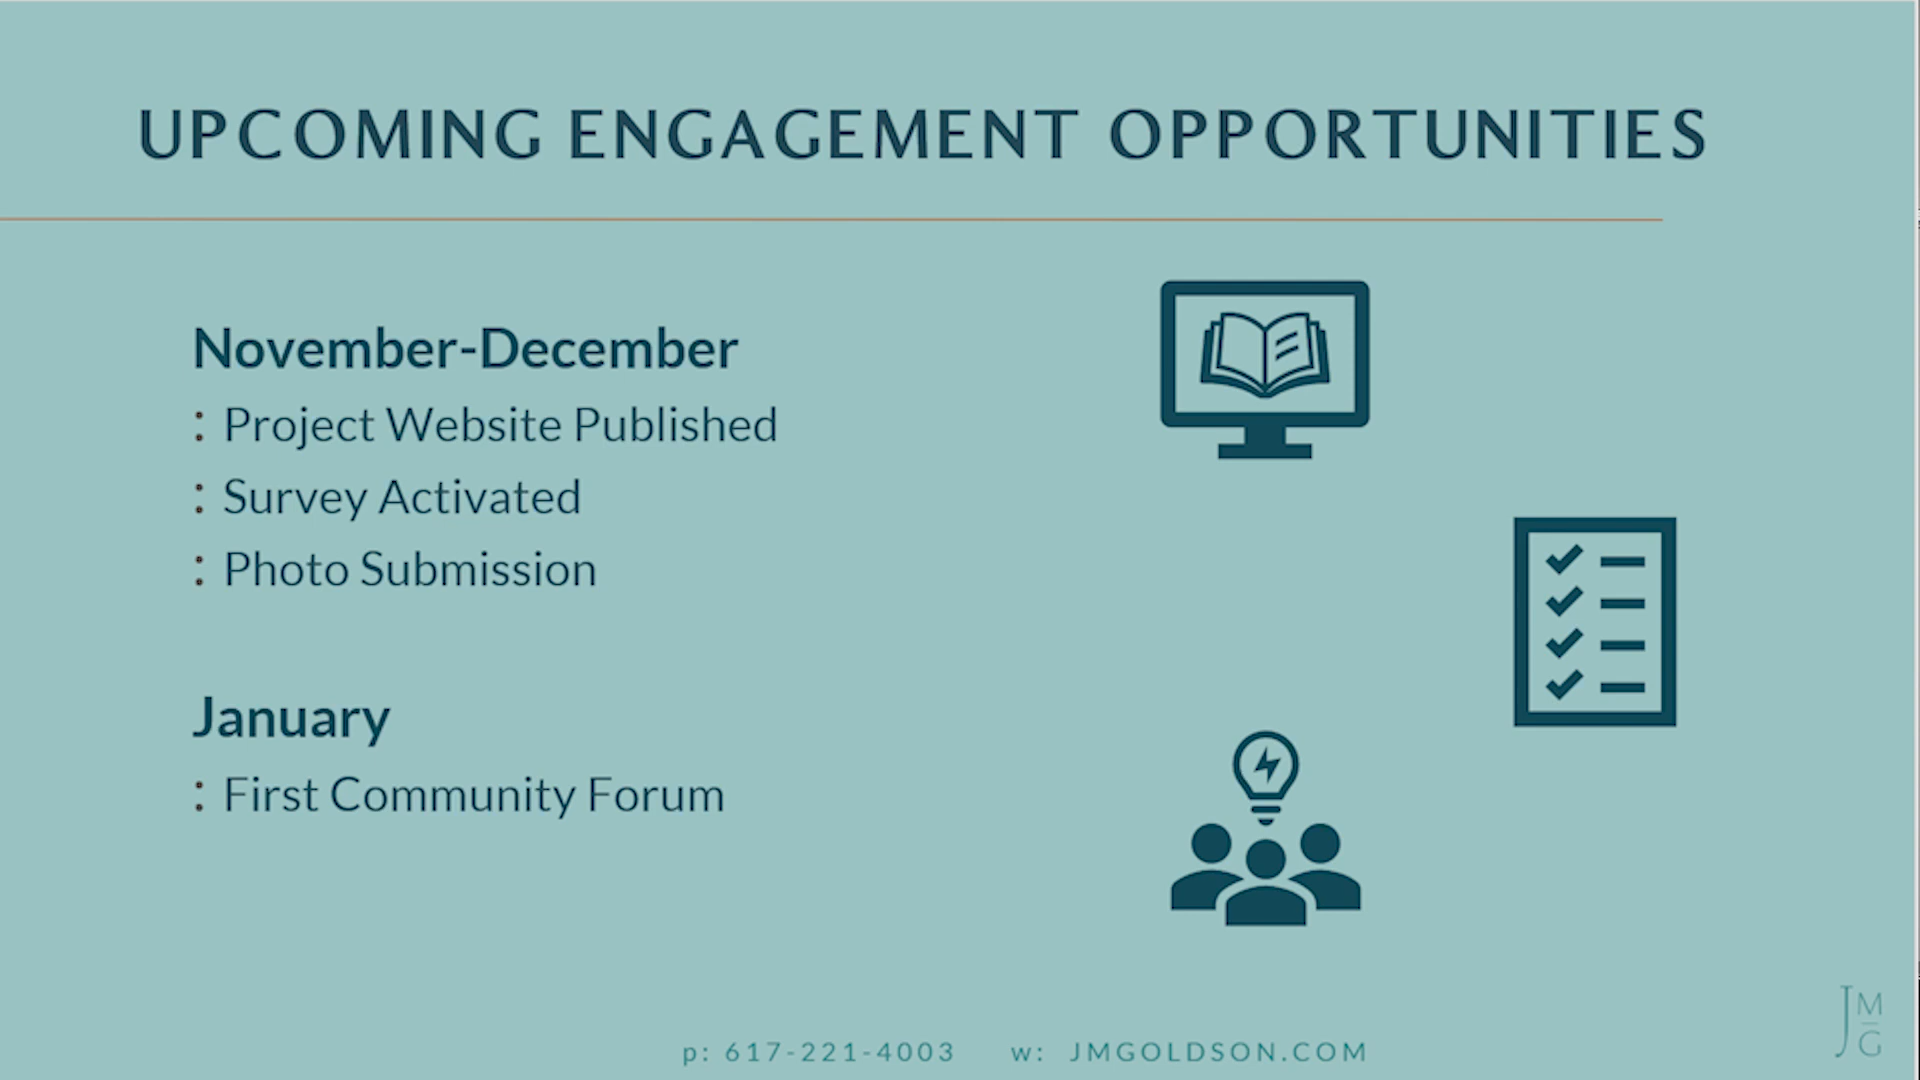 UPCOMING ENGAGEMENT OPPORTUNITIES
November-December
: Project Website Published
: Survey Activated
: Photo Submission
January
: First Community Forum
p: 617-221-4003 w: JMGOLDSON.COM
JM
G